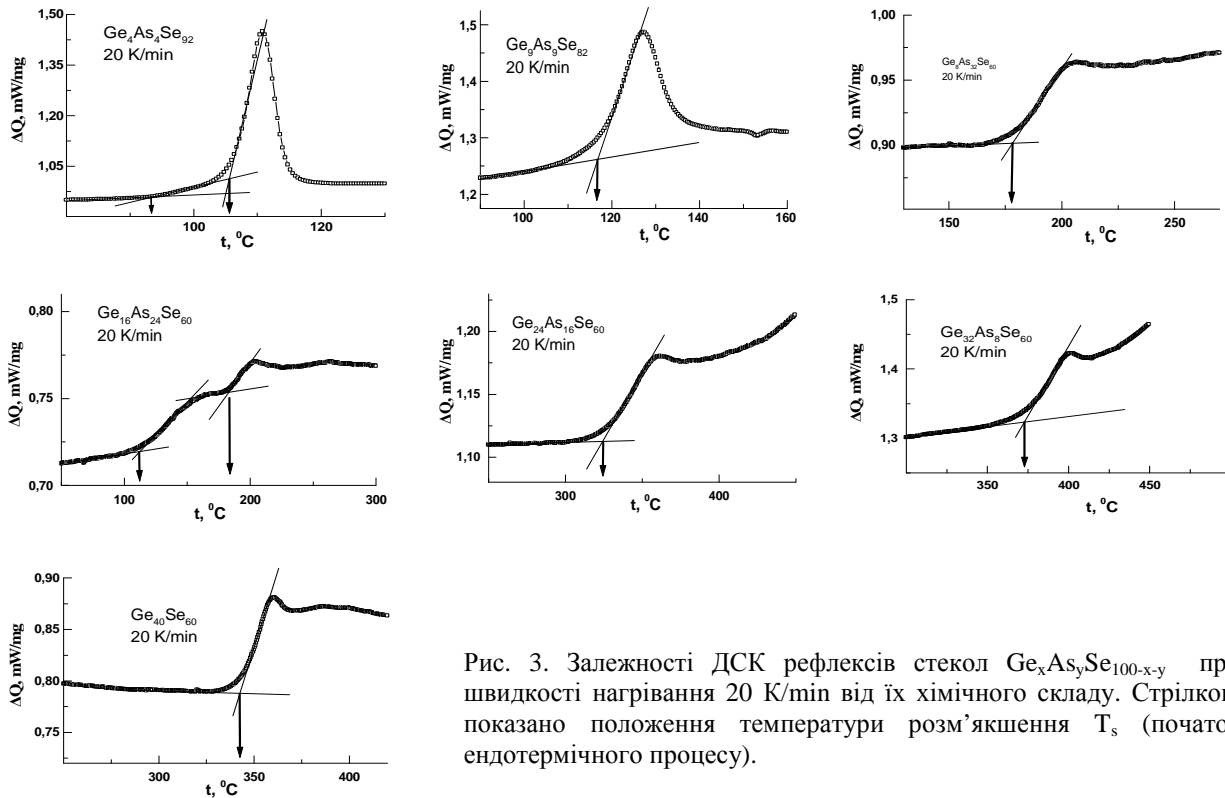 Ge4As4Se92
20 K/min
1,50
1,35
1,20
1,05
100
120
ΔQ, mW/mg
t, ⁰C
Ge9As9Se82
20 K/min
1,5
1,4
1,3
1,2
100
120
140
160
ΔQ, mW/mg
t, ⁰C
Ge8As32Se60
20 K/min
1,00
0,95
0,90
150
200
250
ΔQ, mW/mg
t, ⁰C
Ge16As24Se60
20 K/min
0,80
0,75
0,70
100
200
300
ΔQ, mW/mg
t, ⁰C
Ge24As16Se60
20 K/min
1,20
1,15
1,10
300
400
ΔQ, mW/mg
t, ⁰C
Ge32As8Se60
20 K/min
1,5
1,4
1,3
350
400
450
ΔQ, mW/mg
t, ⁰C
Ge40Se60
20 K/min
0,90
0,85
0,80
0,75
300
350
400
ΔQ, mW/mg
t, ⁰C
Рис. 3. Залежності ДСК рефлексів стекол GexAsySe100-x-y пр
швидкості нагрівання 20 К/min від їх хімічного складу. Стрілко
показано положення температури розм’якшення Ts (почато
ендотермічного процесу).